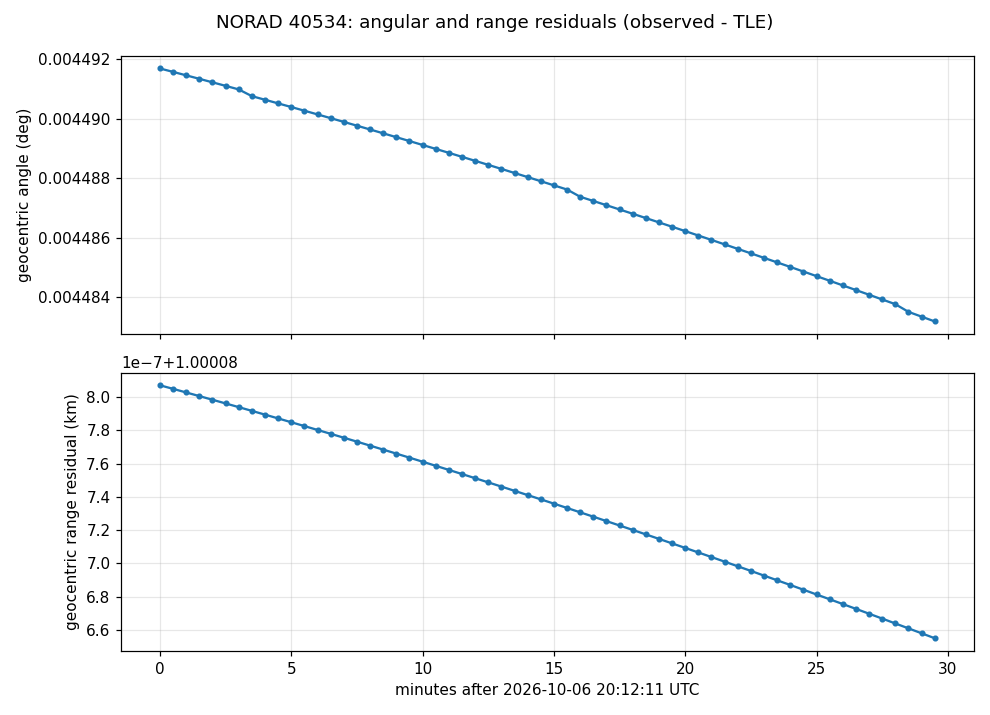 NORAD 40534: angular and range residuals (observed - TLE)
0.004492
0.004490
0.004488
0.004486
0.004484
geocentric angle (deg)
1e−7+1.00008
8.0
7.8
7.6
7.4
7.2
7.0
6.8
6.6
geocentric range residual (km)
0 5 10 15 20 25 30
minutes after 2026-10-06 20:12:11 UTC